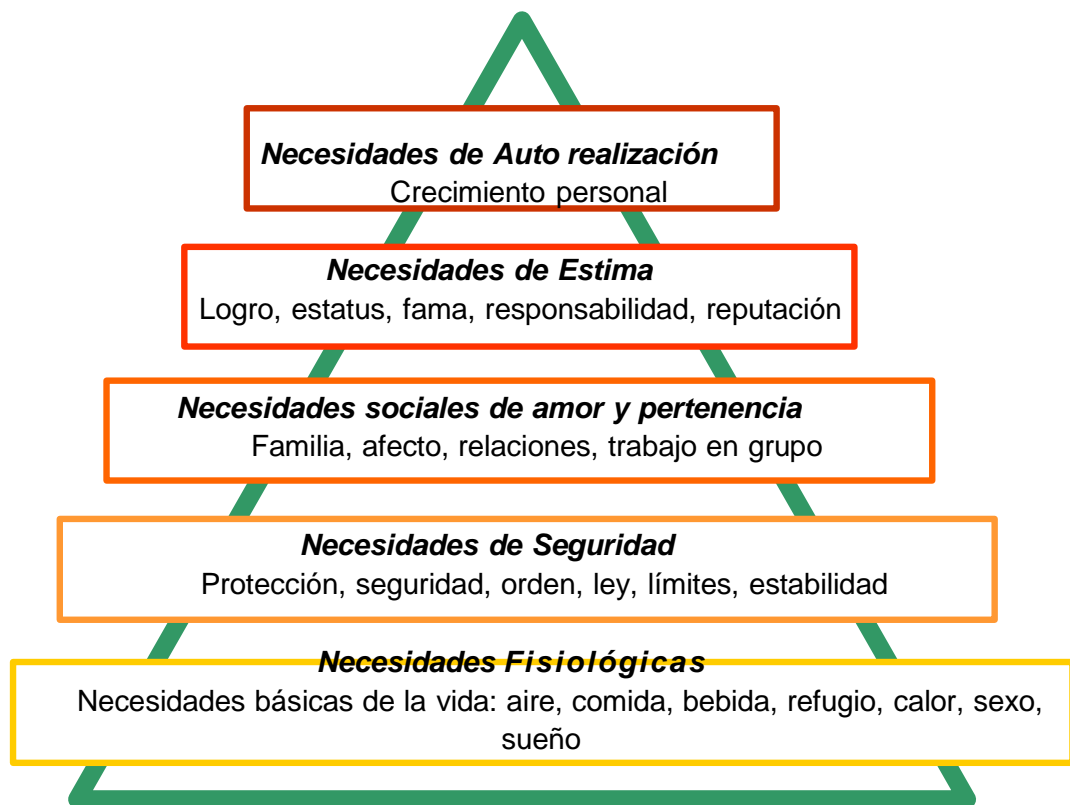 Necesidades de Auto realización
Crecimiento personal
Necesidades de Estima
Logro, estatus, fama, responsabilidad, reputación
Necesidades sociales de amor y pertenencia
Familia, afecto, relaciones, trabajo en grupo
Necesidades de Seguridad
Protección, seguridad, orden, ley, límites, estabilidad
Necesidades Fisiológicas
Necesidades básicas de la vida: aire, comida, bebida, refugio, calor, sexo,
sueño